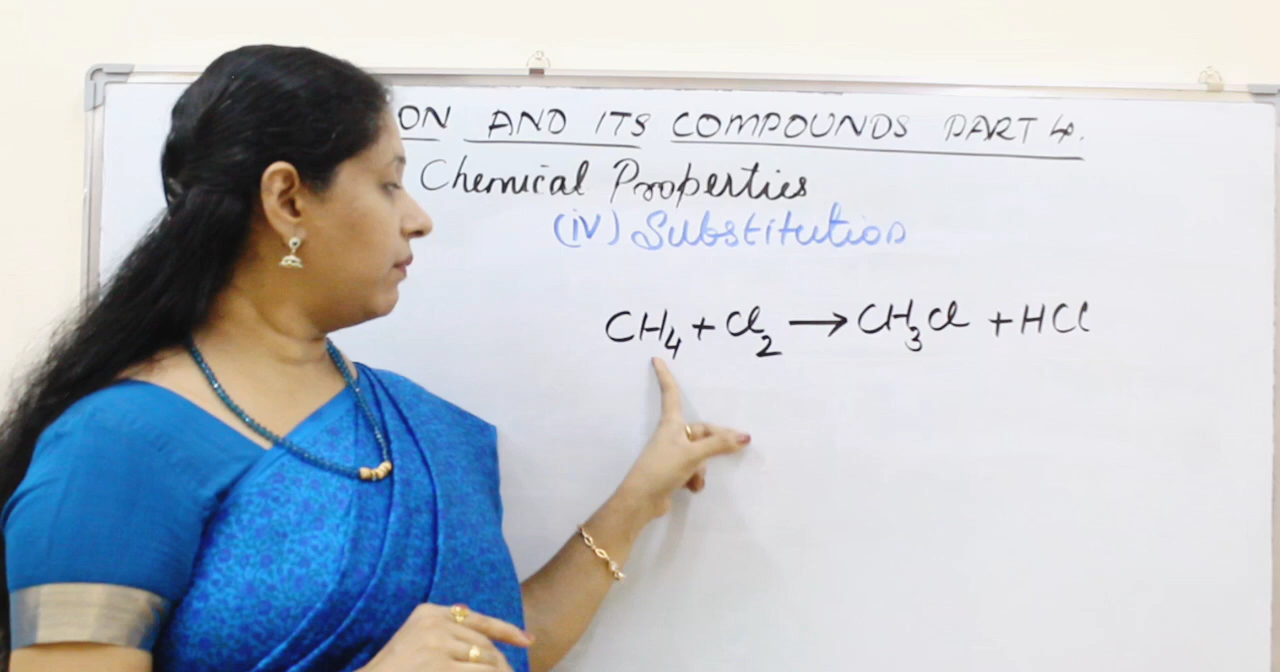 ON AND ITS COMPOUNDS PART 4.
Chemical Properties
(iv) Substitution
CH4 + Cl2 → CH3Cl + HCl